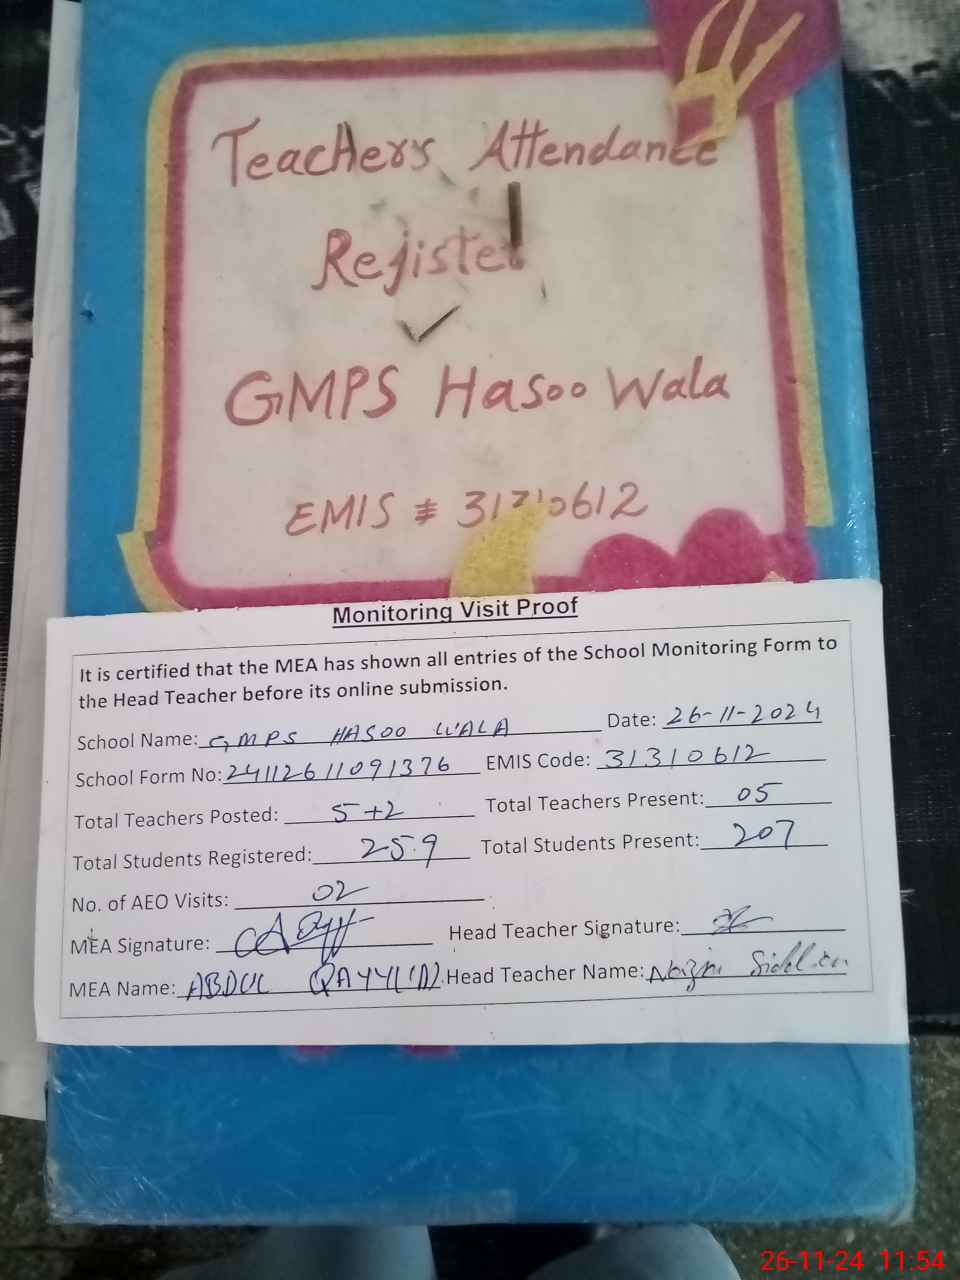 Teachers Attendance
Rejister
GMPS Hasoo Wala
EMIS # 31310612
Monitoring Visit Proof
It is certified that the MEA has shown all entries of the School Monitoring Form to
the Head Teacher before its online submission.
School Name: GMPS HASOO WALA Date: 26-11-2024
School Form No: 24112611091376 EMIS Code: 31310612
Total Teachers Posted: 5+2 Total Teachers Present: 05
Total Students Registered: 259 Total Students Present: 207
No. of AEO Visits: 02
MEA Signature: Head Teacher Signature:
MEA Name: ABDUL QAYYUM Head Teacher Name:
26-11-24 11:54